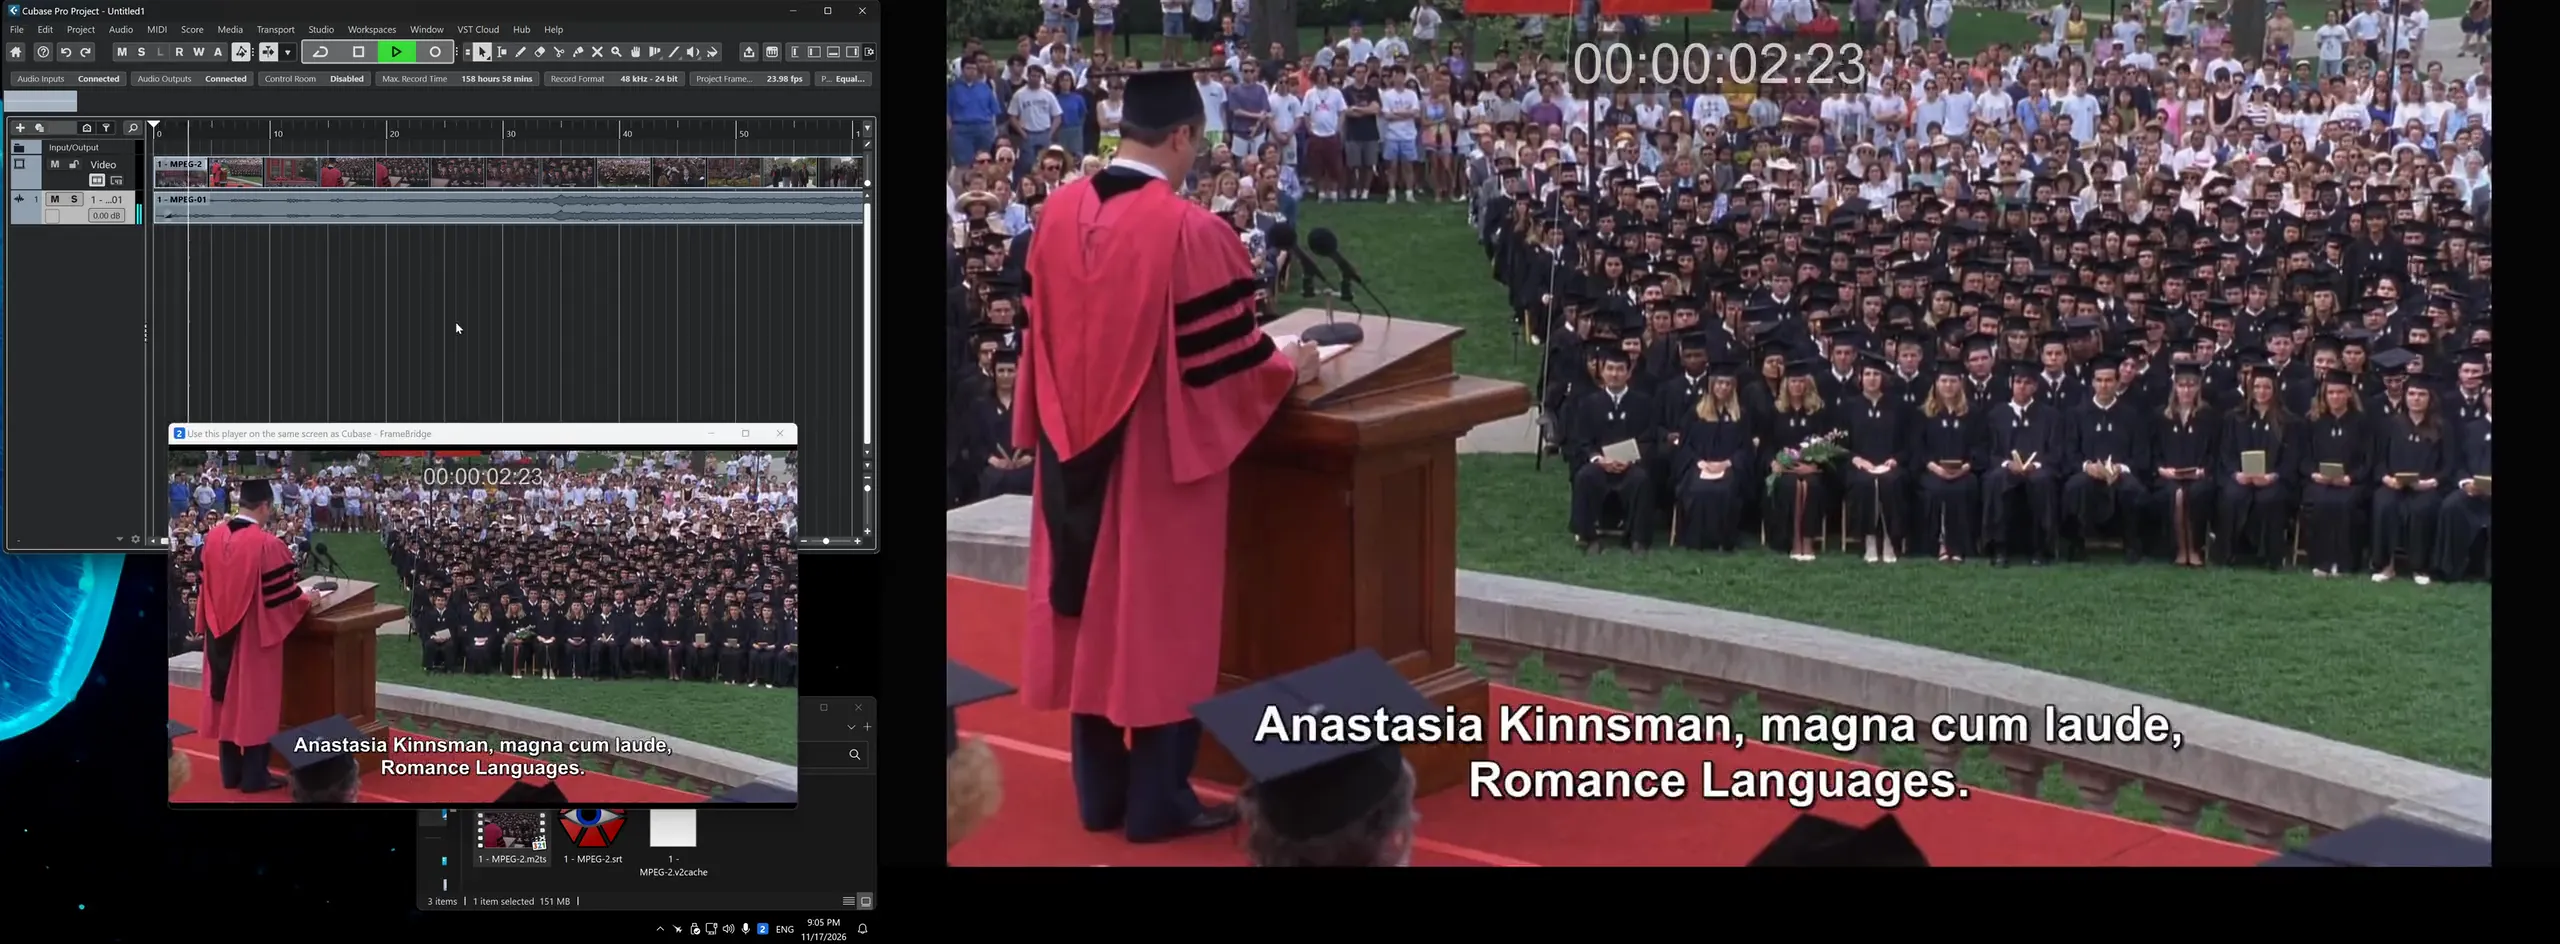 Cubase Pro Project - Untitled1
File Edit Project Audio MIDI Score Media Transport Studio Workspaces Window VST Cloud Hub Help
M S L R W A
Audio Inputs Connected Audio Outputs Connected Control Room Disabled Max. Record Time 158 hours 58 mins Record Format 48 kHz - 24 bit Project Frame... 23.98 fps P... Equal...
0 10 20 30 40 50 1
Input/Output
M Video
1 - MPEG-2
1 M S 1 - ...01
0.00 dB
1 - MPEG-01
2 Use this player on the same screen as Cubase - FrameBridge
00:00:02:23
Anastasia Kinnsman, magna cum laude,
Romance Languages.
321
1 - MPEG-2.m2ts
1 - MPEG-2.srt
1 -
MPEG-2.v2cache
3 items 1 item selected 151 MB
2 ENG
9:05 PM
11/17/2026
00:00:02:23
Anastasia Kinnsman, magna cum laude,
Romance Languages.